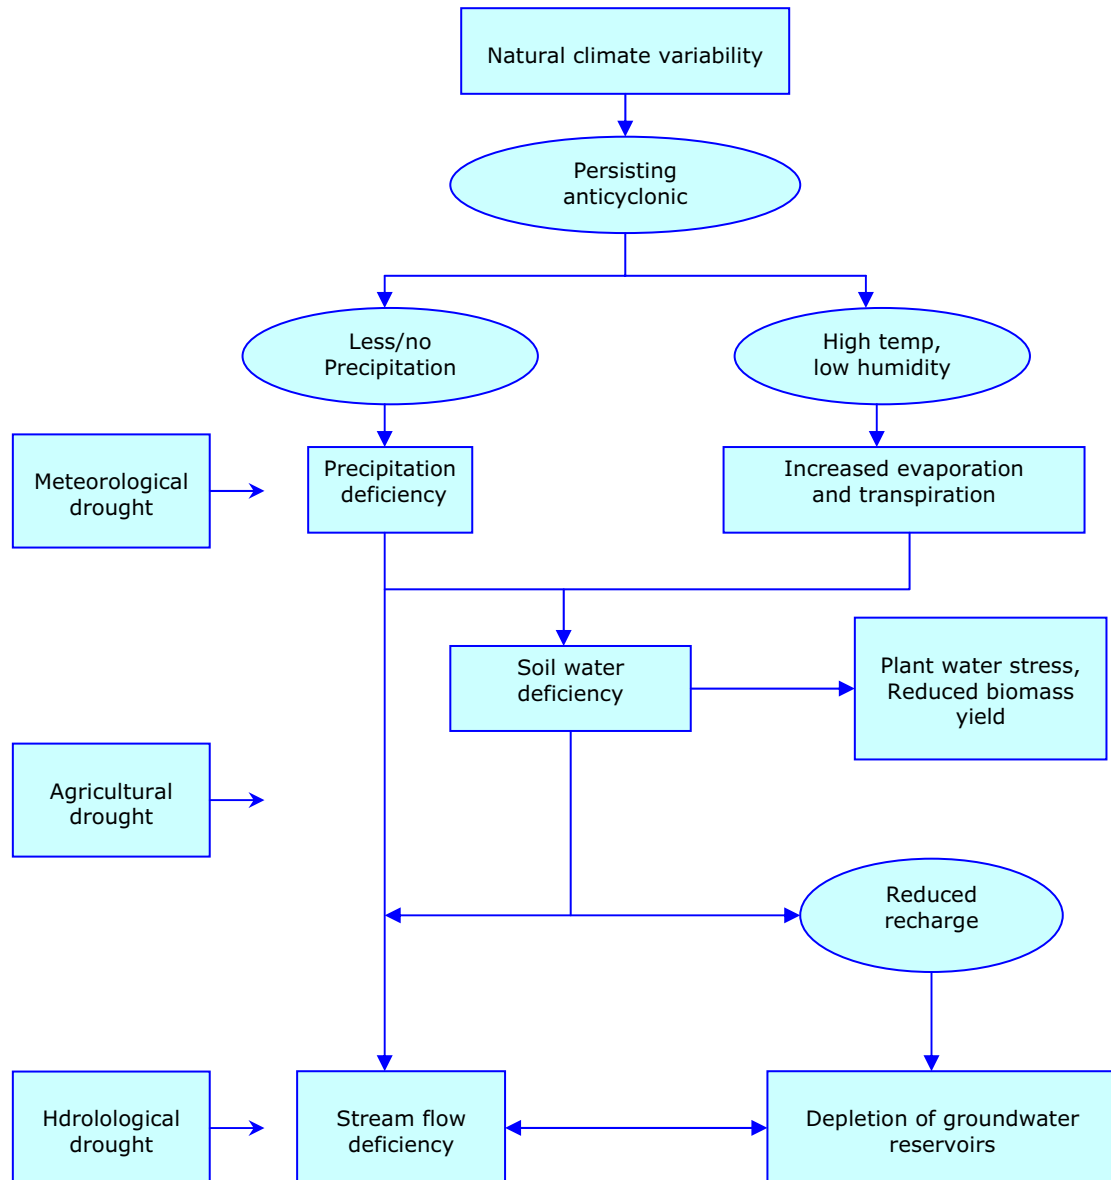 Natural climate variability
Persisting
anticyclonic
Less/no
Precipitation
High temp,
low humidity
Meteorological
drought
Precipitation
deficiency
Increased evaporation
and transpiration
Soil water
deficiency
Plant water stress,
Reduced biomass
yield
Agricultural
drought
Reduced
recharge
Hdrolological
drought
Stream flow
deficiency
Depletion of groundwater
reservoirs